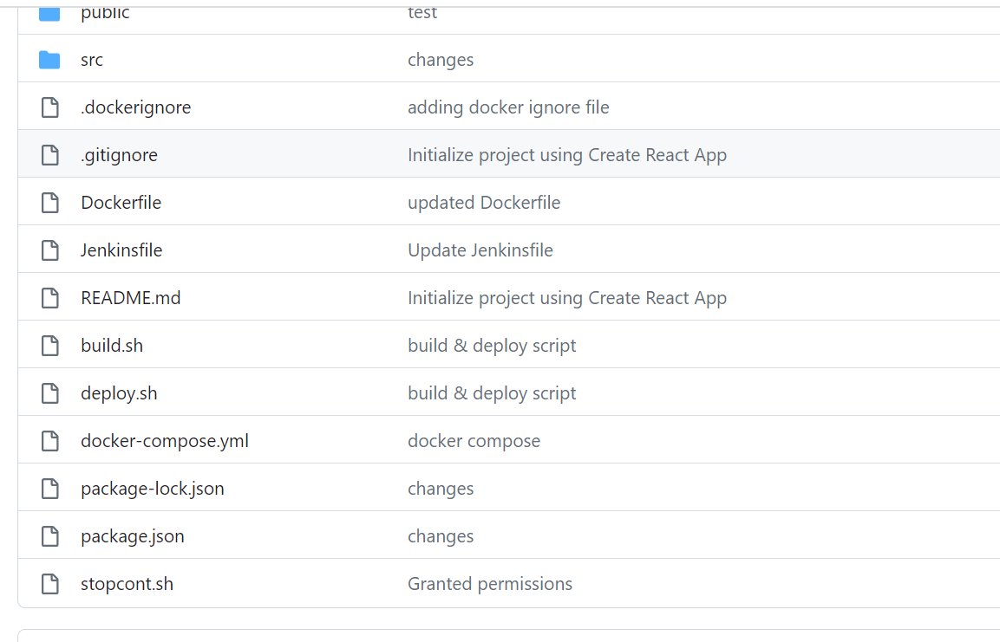 public test
src changes
.dockerignore adding docker ignore file
.gitignore Initialize project using Create React App
Dockerfile updated Dockerfile
Jenkinsfile Update Jenkinsfile
README.md Initialize project using Create React App
build.sh build & deploy script
deploy.sh build & deploy script
docker-compose.yml docker compose
package-lock.json changes
package.json changes
stopcont.sh Granted permissions